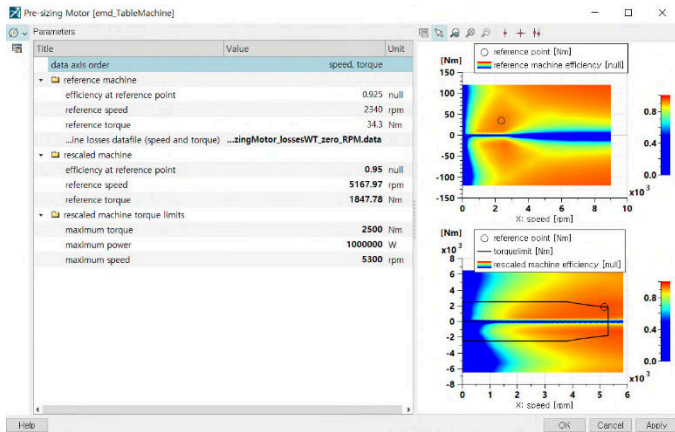 Pre-sizing Motor [emd_TableMachine]
Parameters
Title Value Unit
data axis order speed, torque
reference machine
efficiency at reference point 0.925 null
reference speed 2340 rpm
reference torque 34.3 Nm
...ine losses datafile (speed and torque) ...zingMotor_lossesWT_zero_RPM.data
rescaled machine
efficiency at reference point 0.95 null
reference speed 5167.97 rpm
reference torque 1847.78 Nm
rescaled machine torque limits
maximum torque 2500 Nm
maximum power 1000000 W
maximum speed 5300 rpm
Help
[Nm]
reference point [Nm]
reference machine efficiency [null]
150
100
50
0
-50
-100
-150
0 2 4 6 8 10
x10³
X: speed [rpm]
0.8
0.4
0.0
[Nm]
x10³
reference point [Nm]
torquelimit [Nm]
rescaled machine efficiency [null]
8
6
4
2
0
-2
-4
-6
-8
0 1 2 3 4 5 6
x10³
X: speed [rpm]
0.8
0.4
0.0
OK Cancel Apply